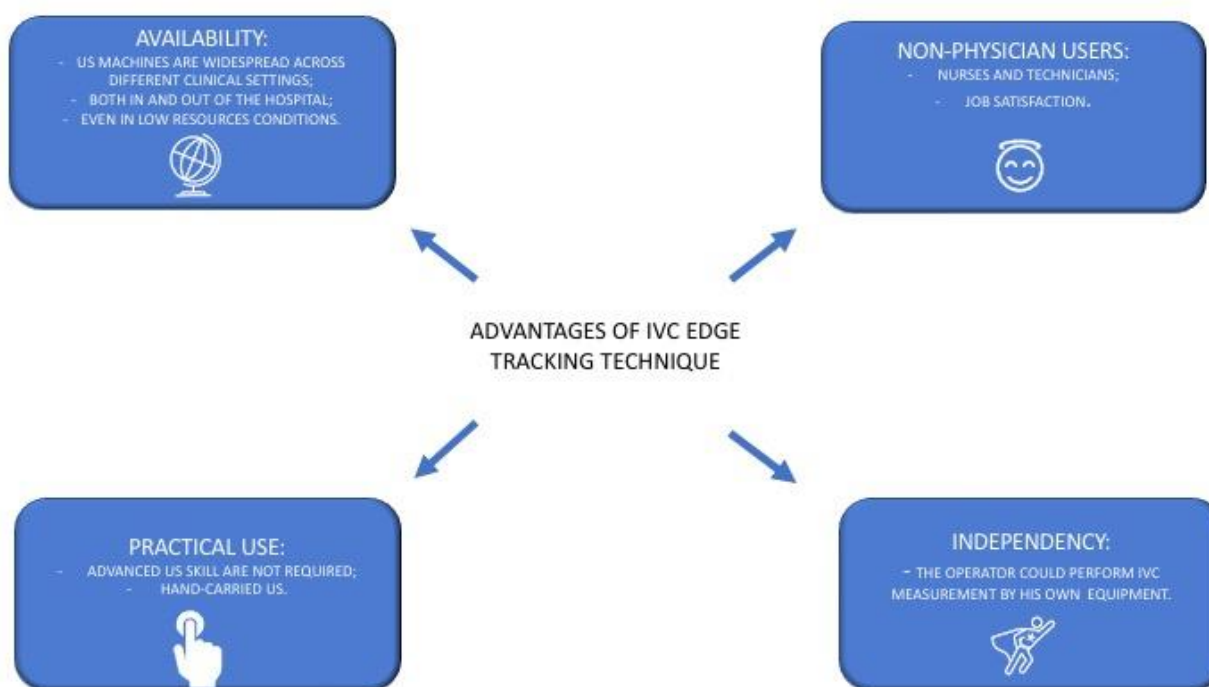 AVAILABILITY:
- US MACHINES ARE WIDESPREAD ACROSS
DIFFERENT CLINICAL SETTINGS;
- BOTH IN AND OUT OF THE HOSPITAL;
- EVEN IN LOW RESOURCES CONDITIONS.
NON-PHYSICIAN USERS:
- NURSES AND TECHNICIANS;
- JOB SATISFACTION.
ADVANTAGES OF IVC EDGE
TRACKING TECHNIQUE
PRACTICAL USE:
- ADVANCED US SKILL ARE NOT REQUIRED;
- HAND-CARRIED US.
INDEPENDENCY:
- THE OPERATOR COULD PERFORM IVC
MEASUREMENT BY HIS OWN EQUIPMENT.